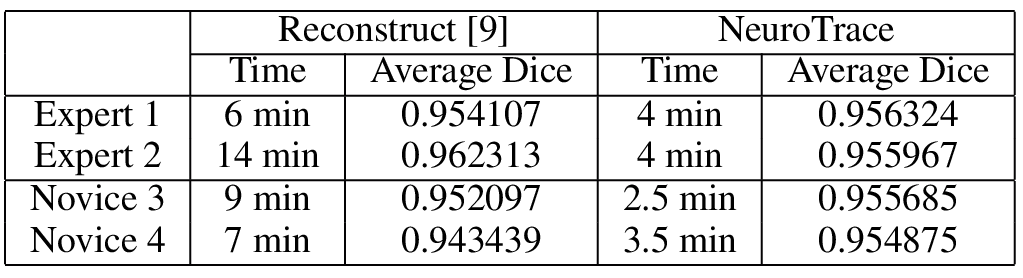 Reconstruct [9] NeuroTrace
Time Average Dice Time Average Dice
Expert 1 6 min 0.954107 4 min 0.956324
Expert 2 14 min 0.962313 4 min 0.955967
Novice 3 9 min 0.952097 2.5 min 0.955685
Novice 4 7 min 0.943439 3.5 min 0.954875